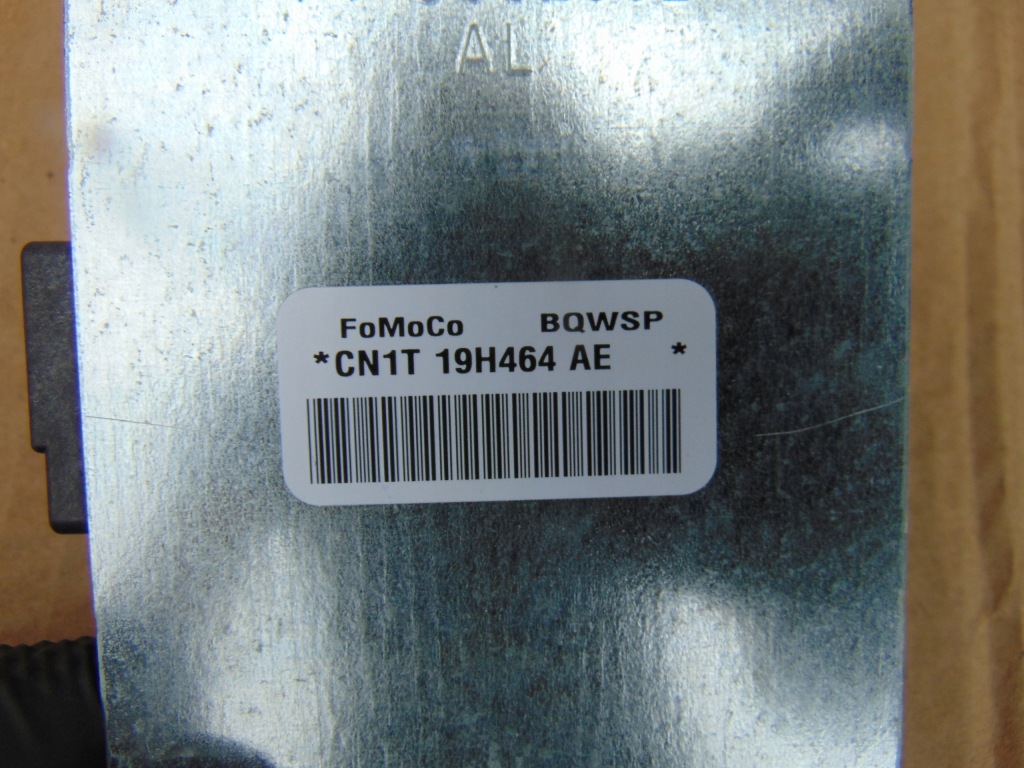 AL
FoMoCo BQWSP
*CN1T 19H464 AE *